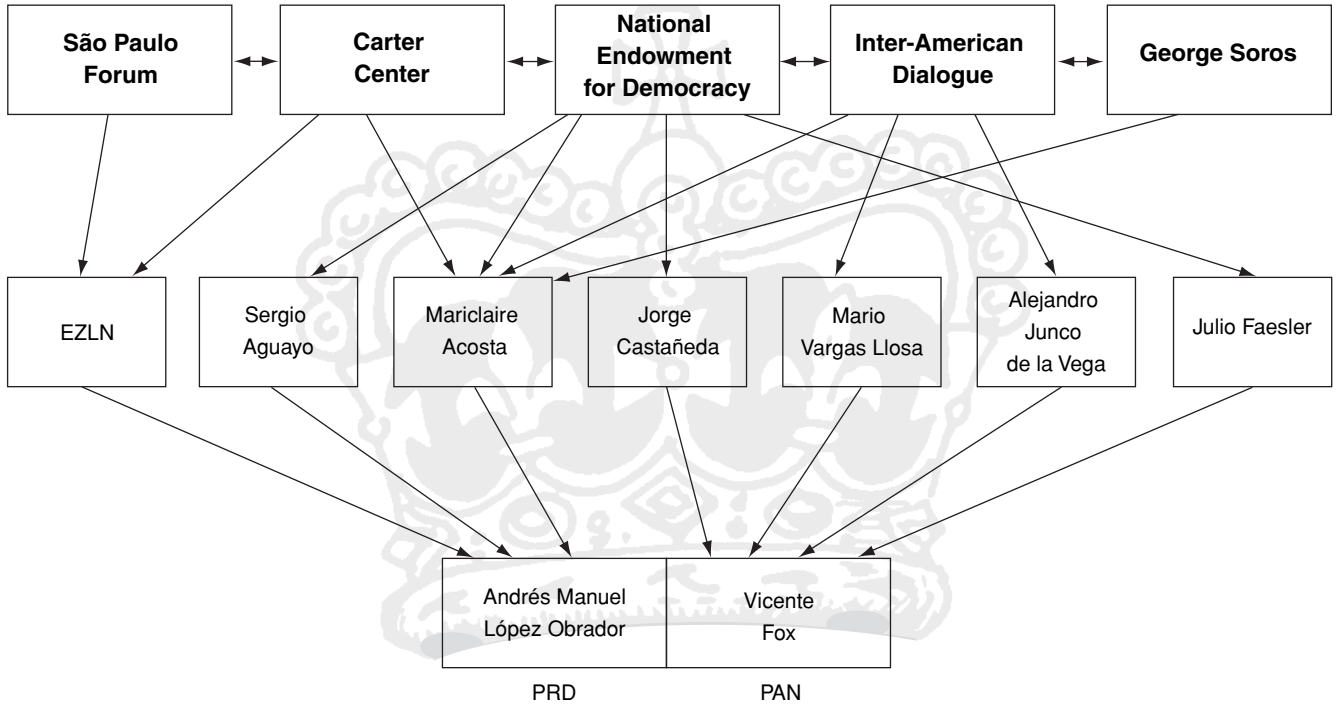 São Paulo
Forum
Carter
Center
National
Endowment
for Democracy
Inter-American
Dialogue
George Soros
EZLN
Sergio
Aguayo
Mariclaire
Acosta
Jorge
Castañeda
Mario
Vargas Llosa
Alejandro
Junco
de la Vega
Julio Faesler
Andrés Manuel
López Obrador
Vicente
Fox
PRD
PAN